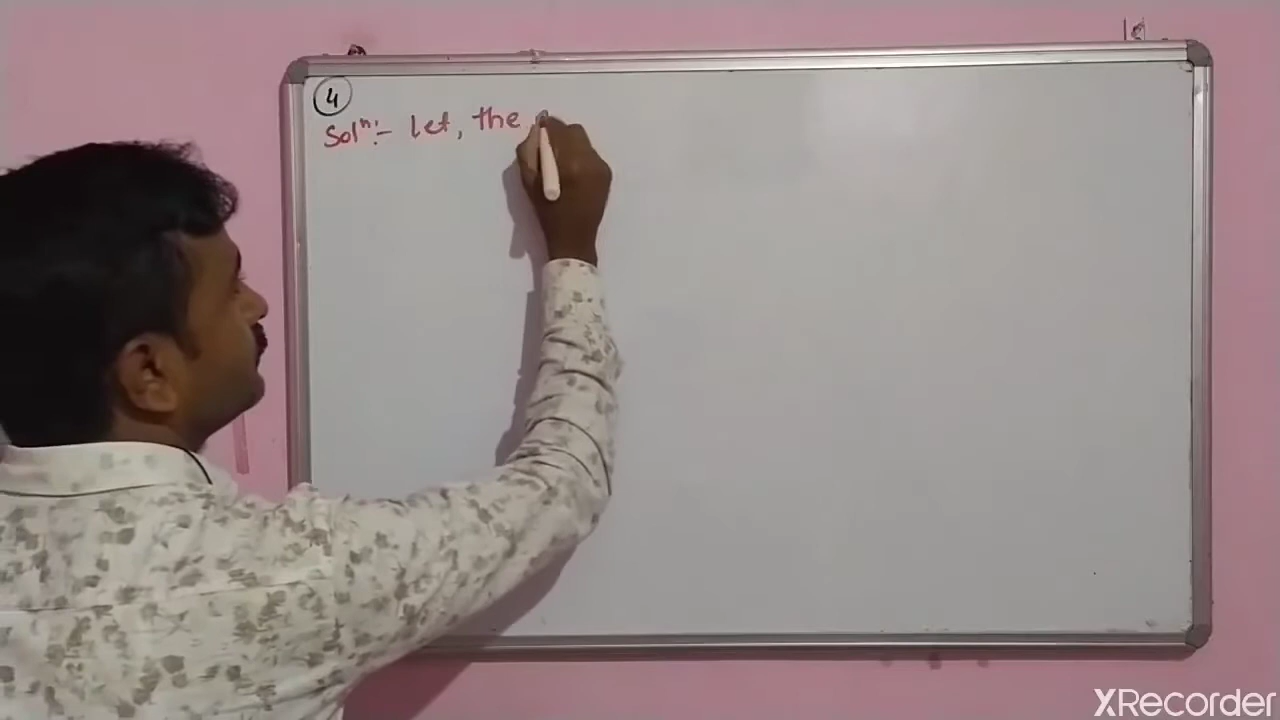 4
Solⁿ:- Let, the
XRecorder